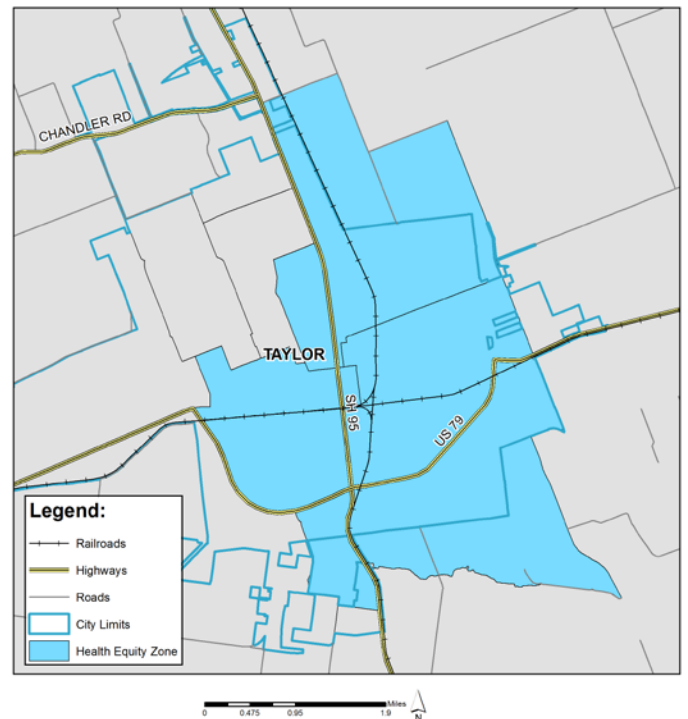 CHANDLER RD
TAYLOR
SH 95
US 79
Legend:
Railroads
Highways
Roads
City Limits
Health Equity Zone
Miles
0 0.475 0.95 1.9
N